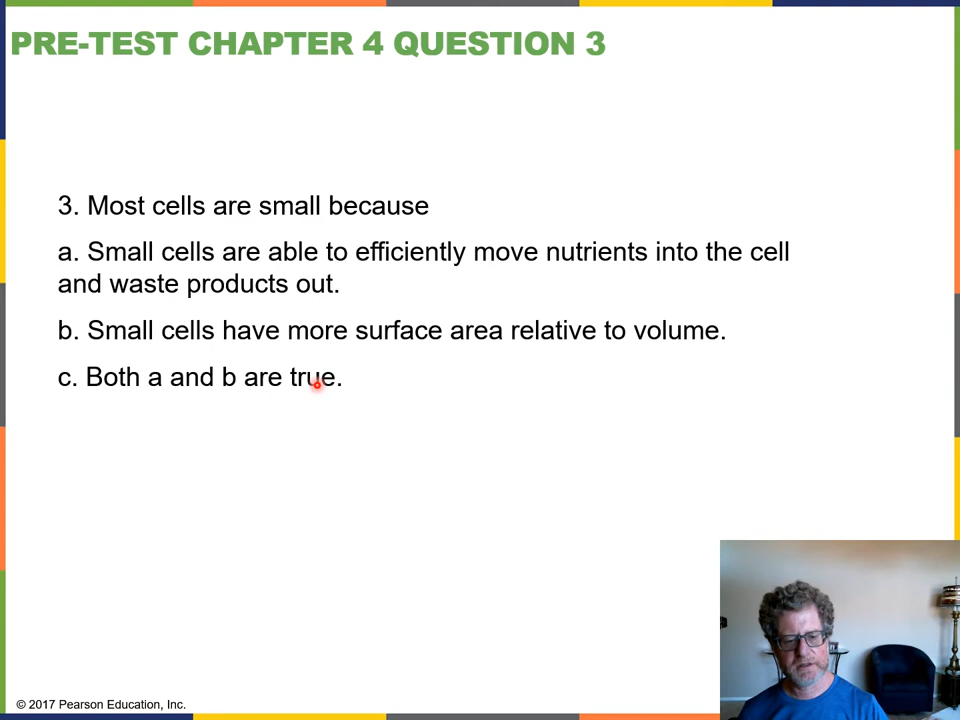 PRE-TEST CHAPTER 4 QUESTION 3
3. Most cells are small because
a. Small cells are able to efficiently move nutrients into the cell
and waste products out.
b. Small cells have more surface area relative to volume.
c. Both a and b are true.
© 2017 Pearson Education, Inc.